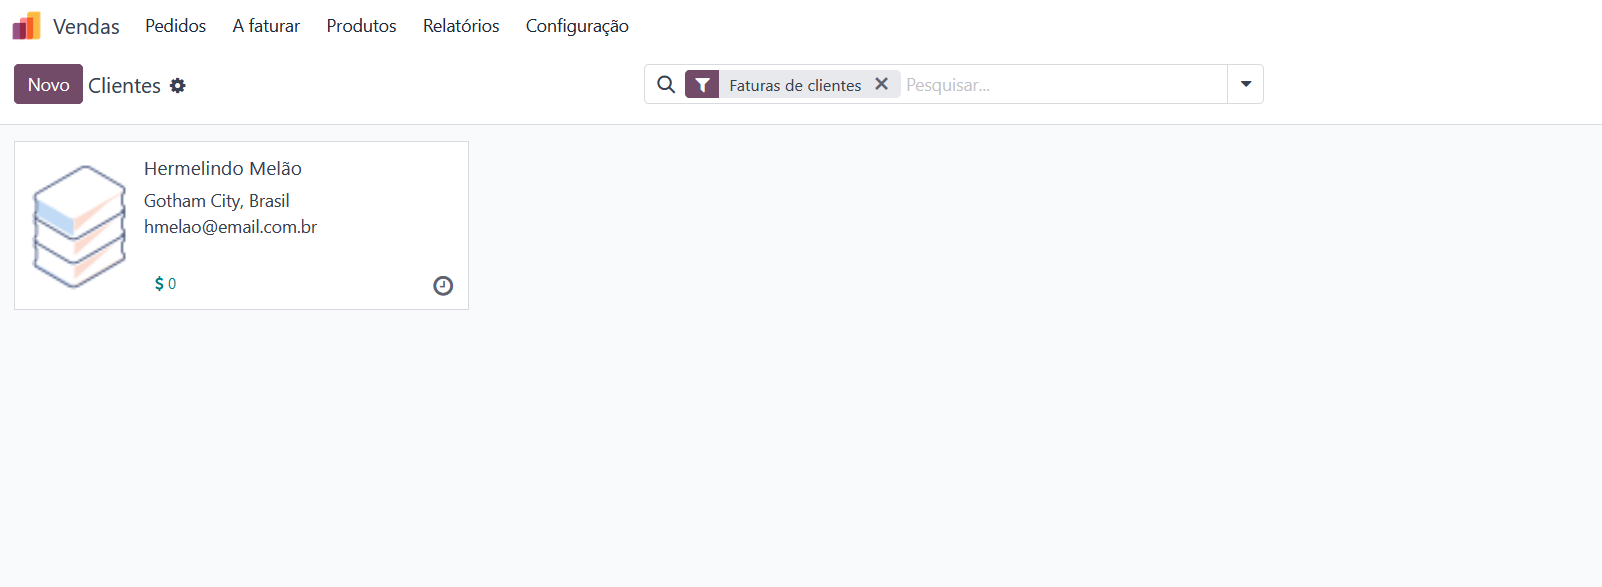 Vendas Pedidos A faturar Produtos Relatórios Configuração
Novo Clientes Faturas de clientes Pesquisar...
Hermelindo Melão
Gotham City, Brasil
hmelao@email.com.br
$ 0